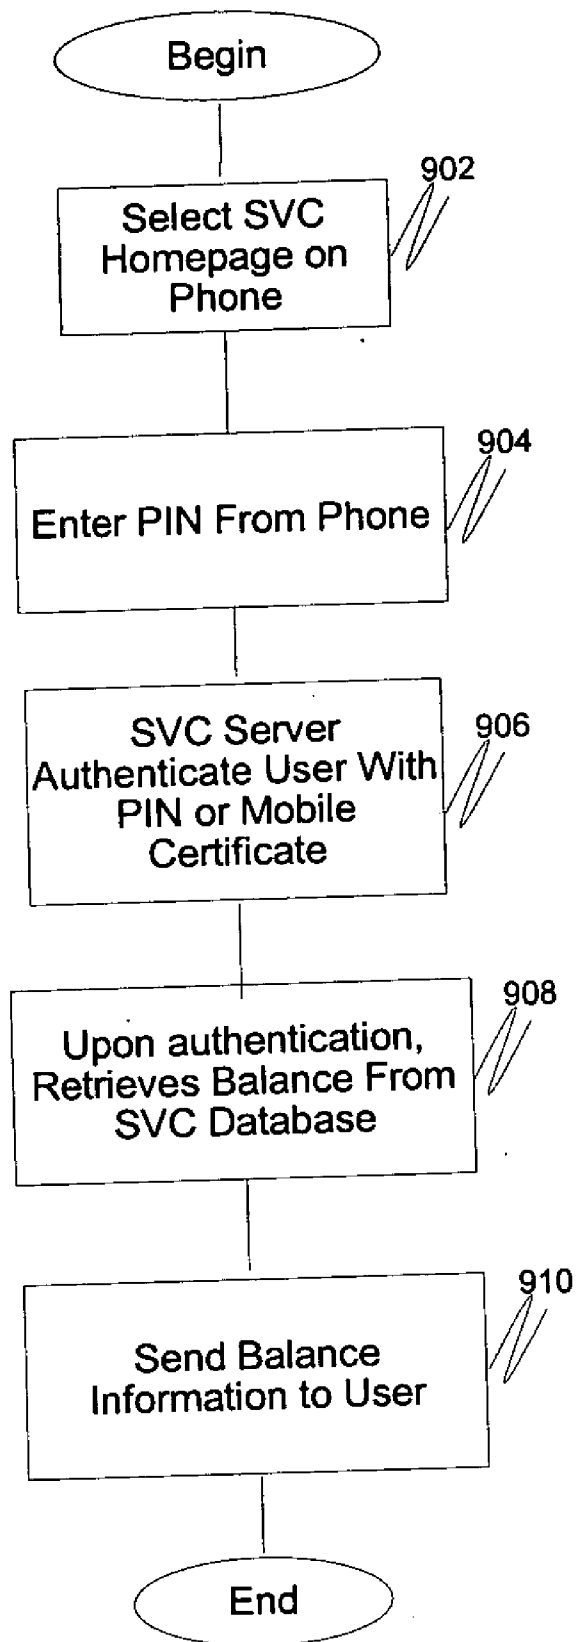 Begin
902
Select SVC
Homepage on
Phone
904
Enter PIN From Phone
906
SVC Server
Authenticate User With
PIN or Mobile
Certificate
908
Upon authentication,
Retrieves Balance From
SVC Database
910
Send Balance
Information to User
End